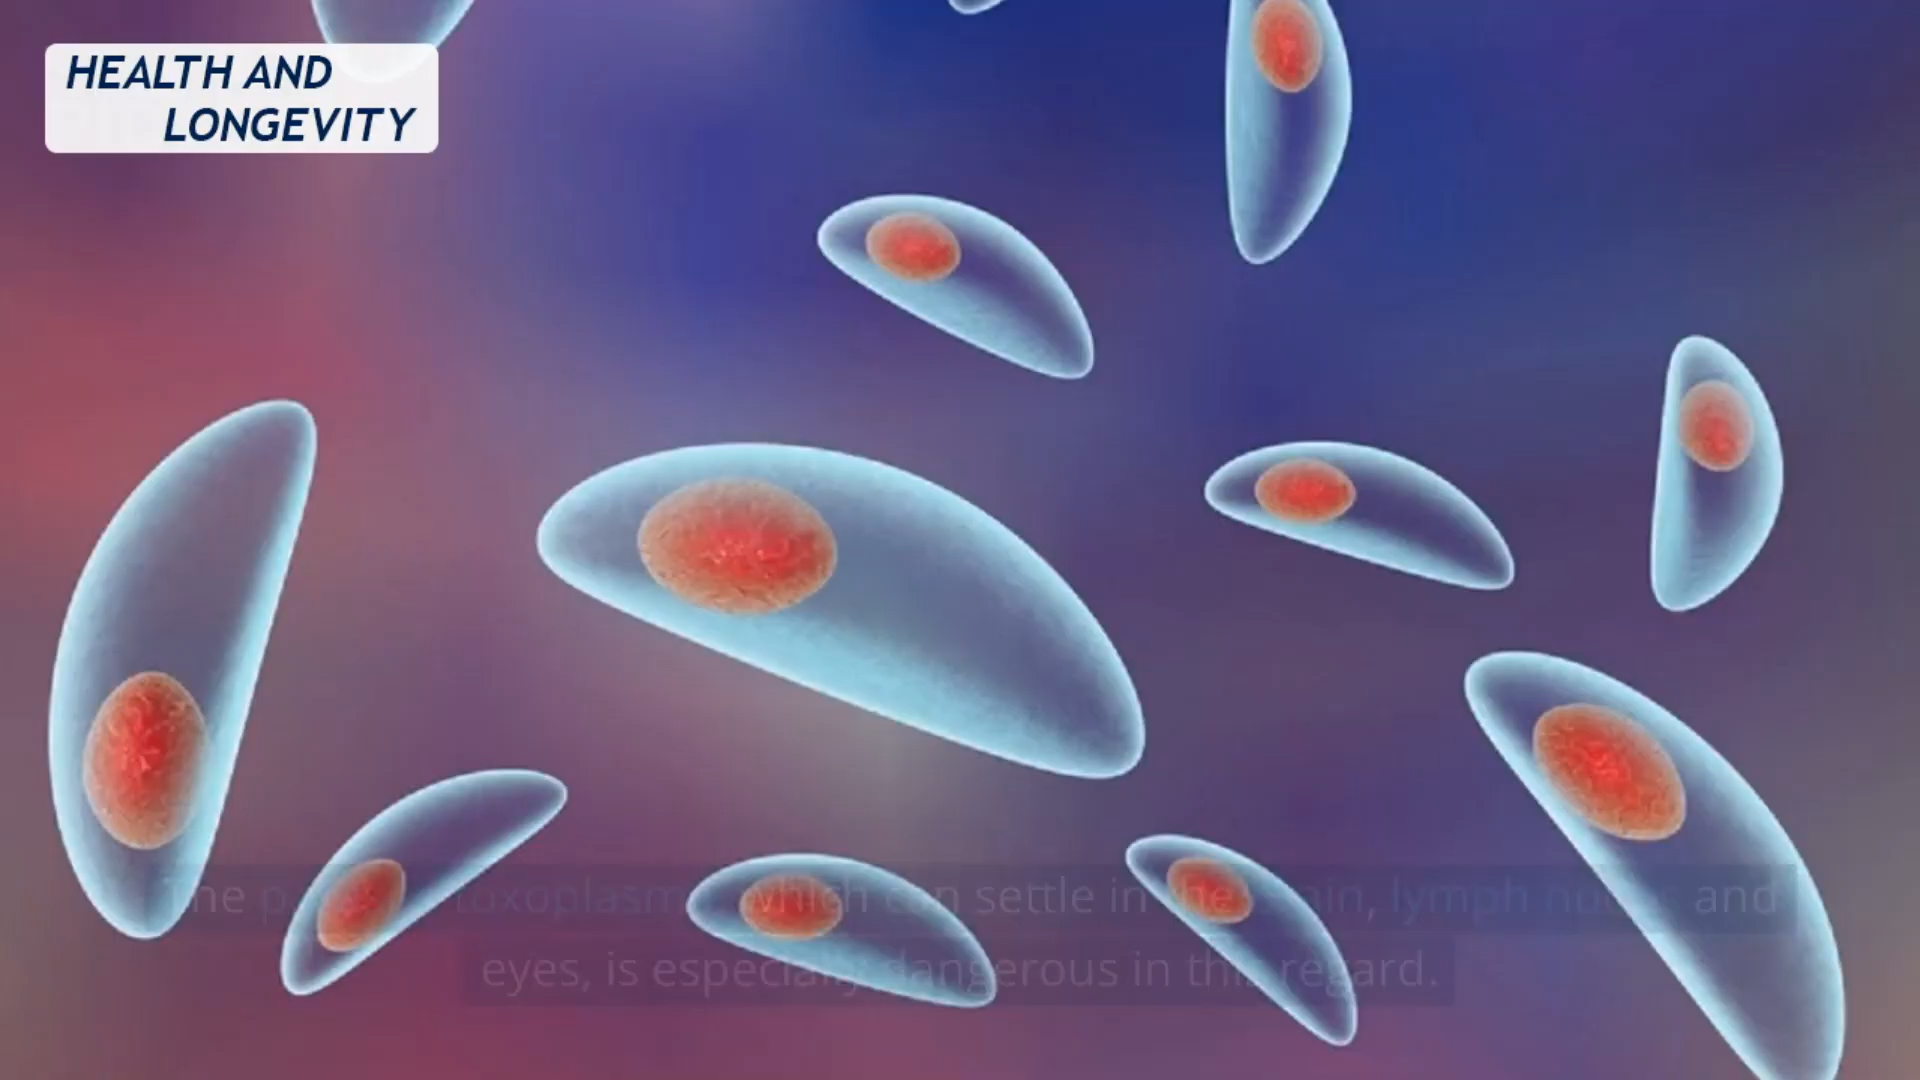 HEALTH AND
LONGEVITY
The toxoplasma, which can settle in the brain, lymph nodes and
eyes, is especially dangerous in this regard.